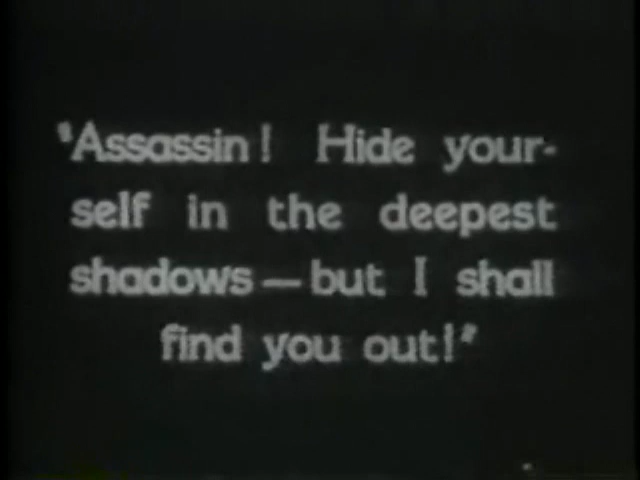 "Assassin! Hide your-
self in the deepest
shadows — but I shall
find you out!"